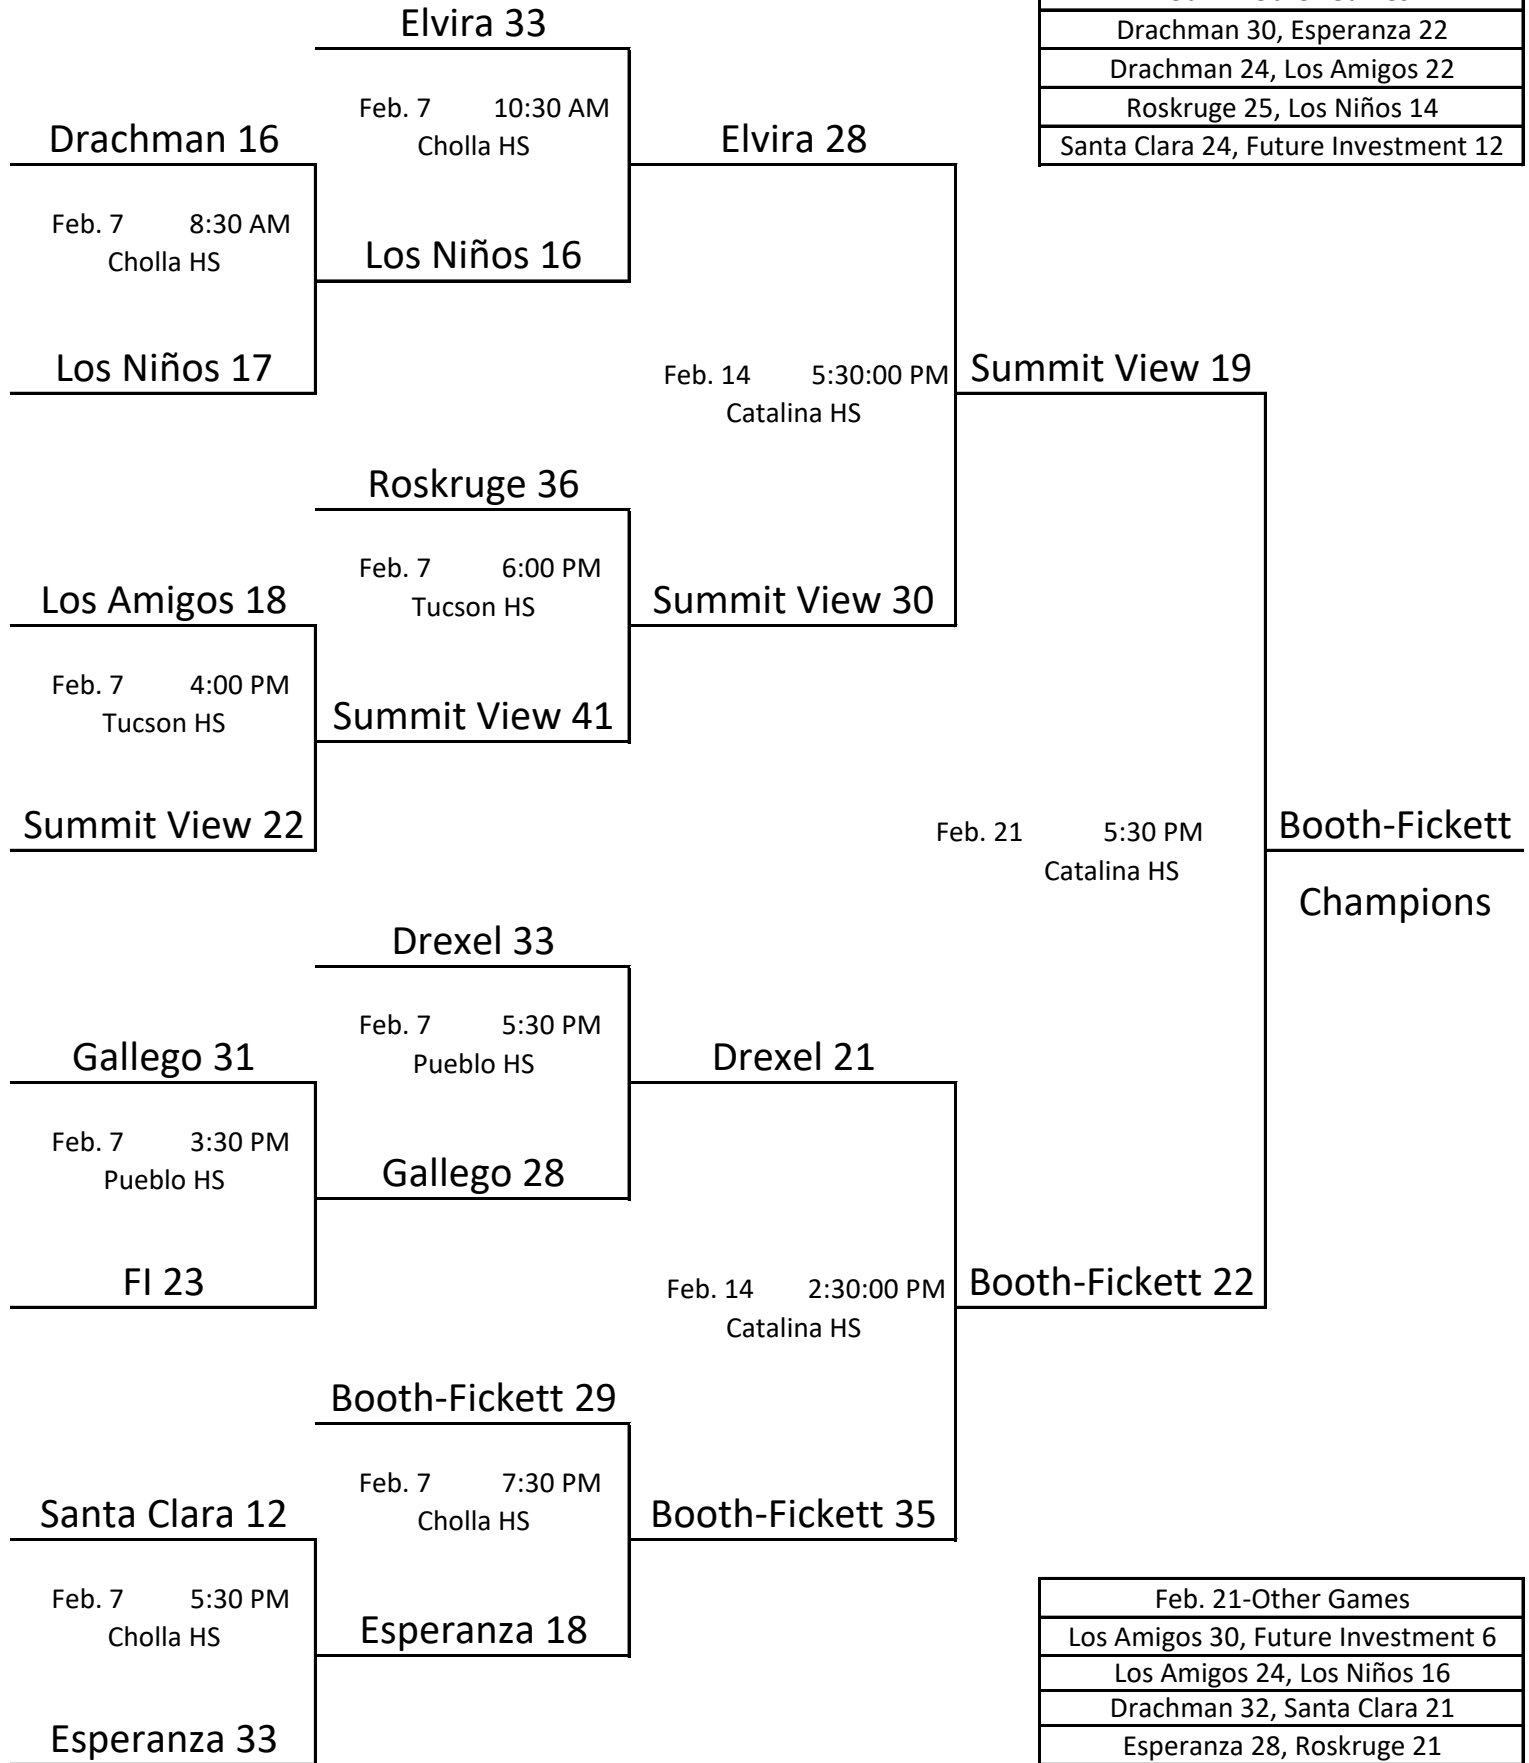 Elvira 33
Drachman 30, Esperanza 22
Drachman 24, Los Amigos 22
Feb. 7 10:30 AM
Roskruge 25, Los Niños 14
Drachman 16
Cholla HS
Elvira 28
Santa Clara 24, Future Investment 12
Feb. 7 8:30 AM
Cholla HS
Los Niños 16
Los Niños 17
Feb. 14 5:30:00 PM
Summit View 19
Catalina HS
Roskruge 36
Feb. 7 6:00 PM
Los Amigos 18
Tucson HS
Summit View 30
Feb. 7 4:00 PM
Tucson HS
Summit View 41
Summit View 22
Feb. 21 5:30 PM
Booth-Fickett
Catalina HS
Champions
Drexel 33
Feb. 7 5:30 PM
Gallego 31
Pueblo HS
Drexel 21
Feb. 7 3:30 PM
Pueblo HS
Gallego 28
FI 23
Feb. 14 2:30:00 PM
Booth-Fickett 22
Catalina HS
Booth-Fickett 29
Feb. 7 7:30 PM
Santa Clara 12
Cholla HS
Booth-Fickett 35
Feb. 7 5:30 PM
Cholla HS
Esperanza 18
Esperanza 33
Feb. 21-Other Games
Los Amigos 30, Future Investment 6
Los Amigos 24, Los Niños 16
Drachman 32, Santa Clara 21
Esperanza 28, Roskruge 21